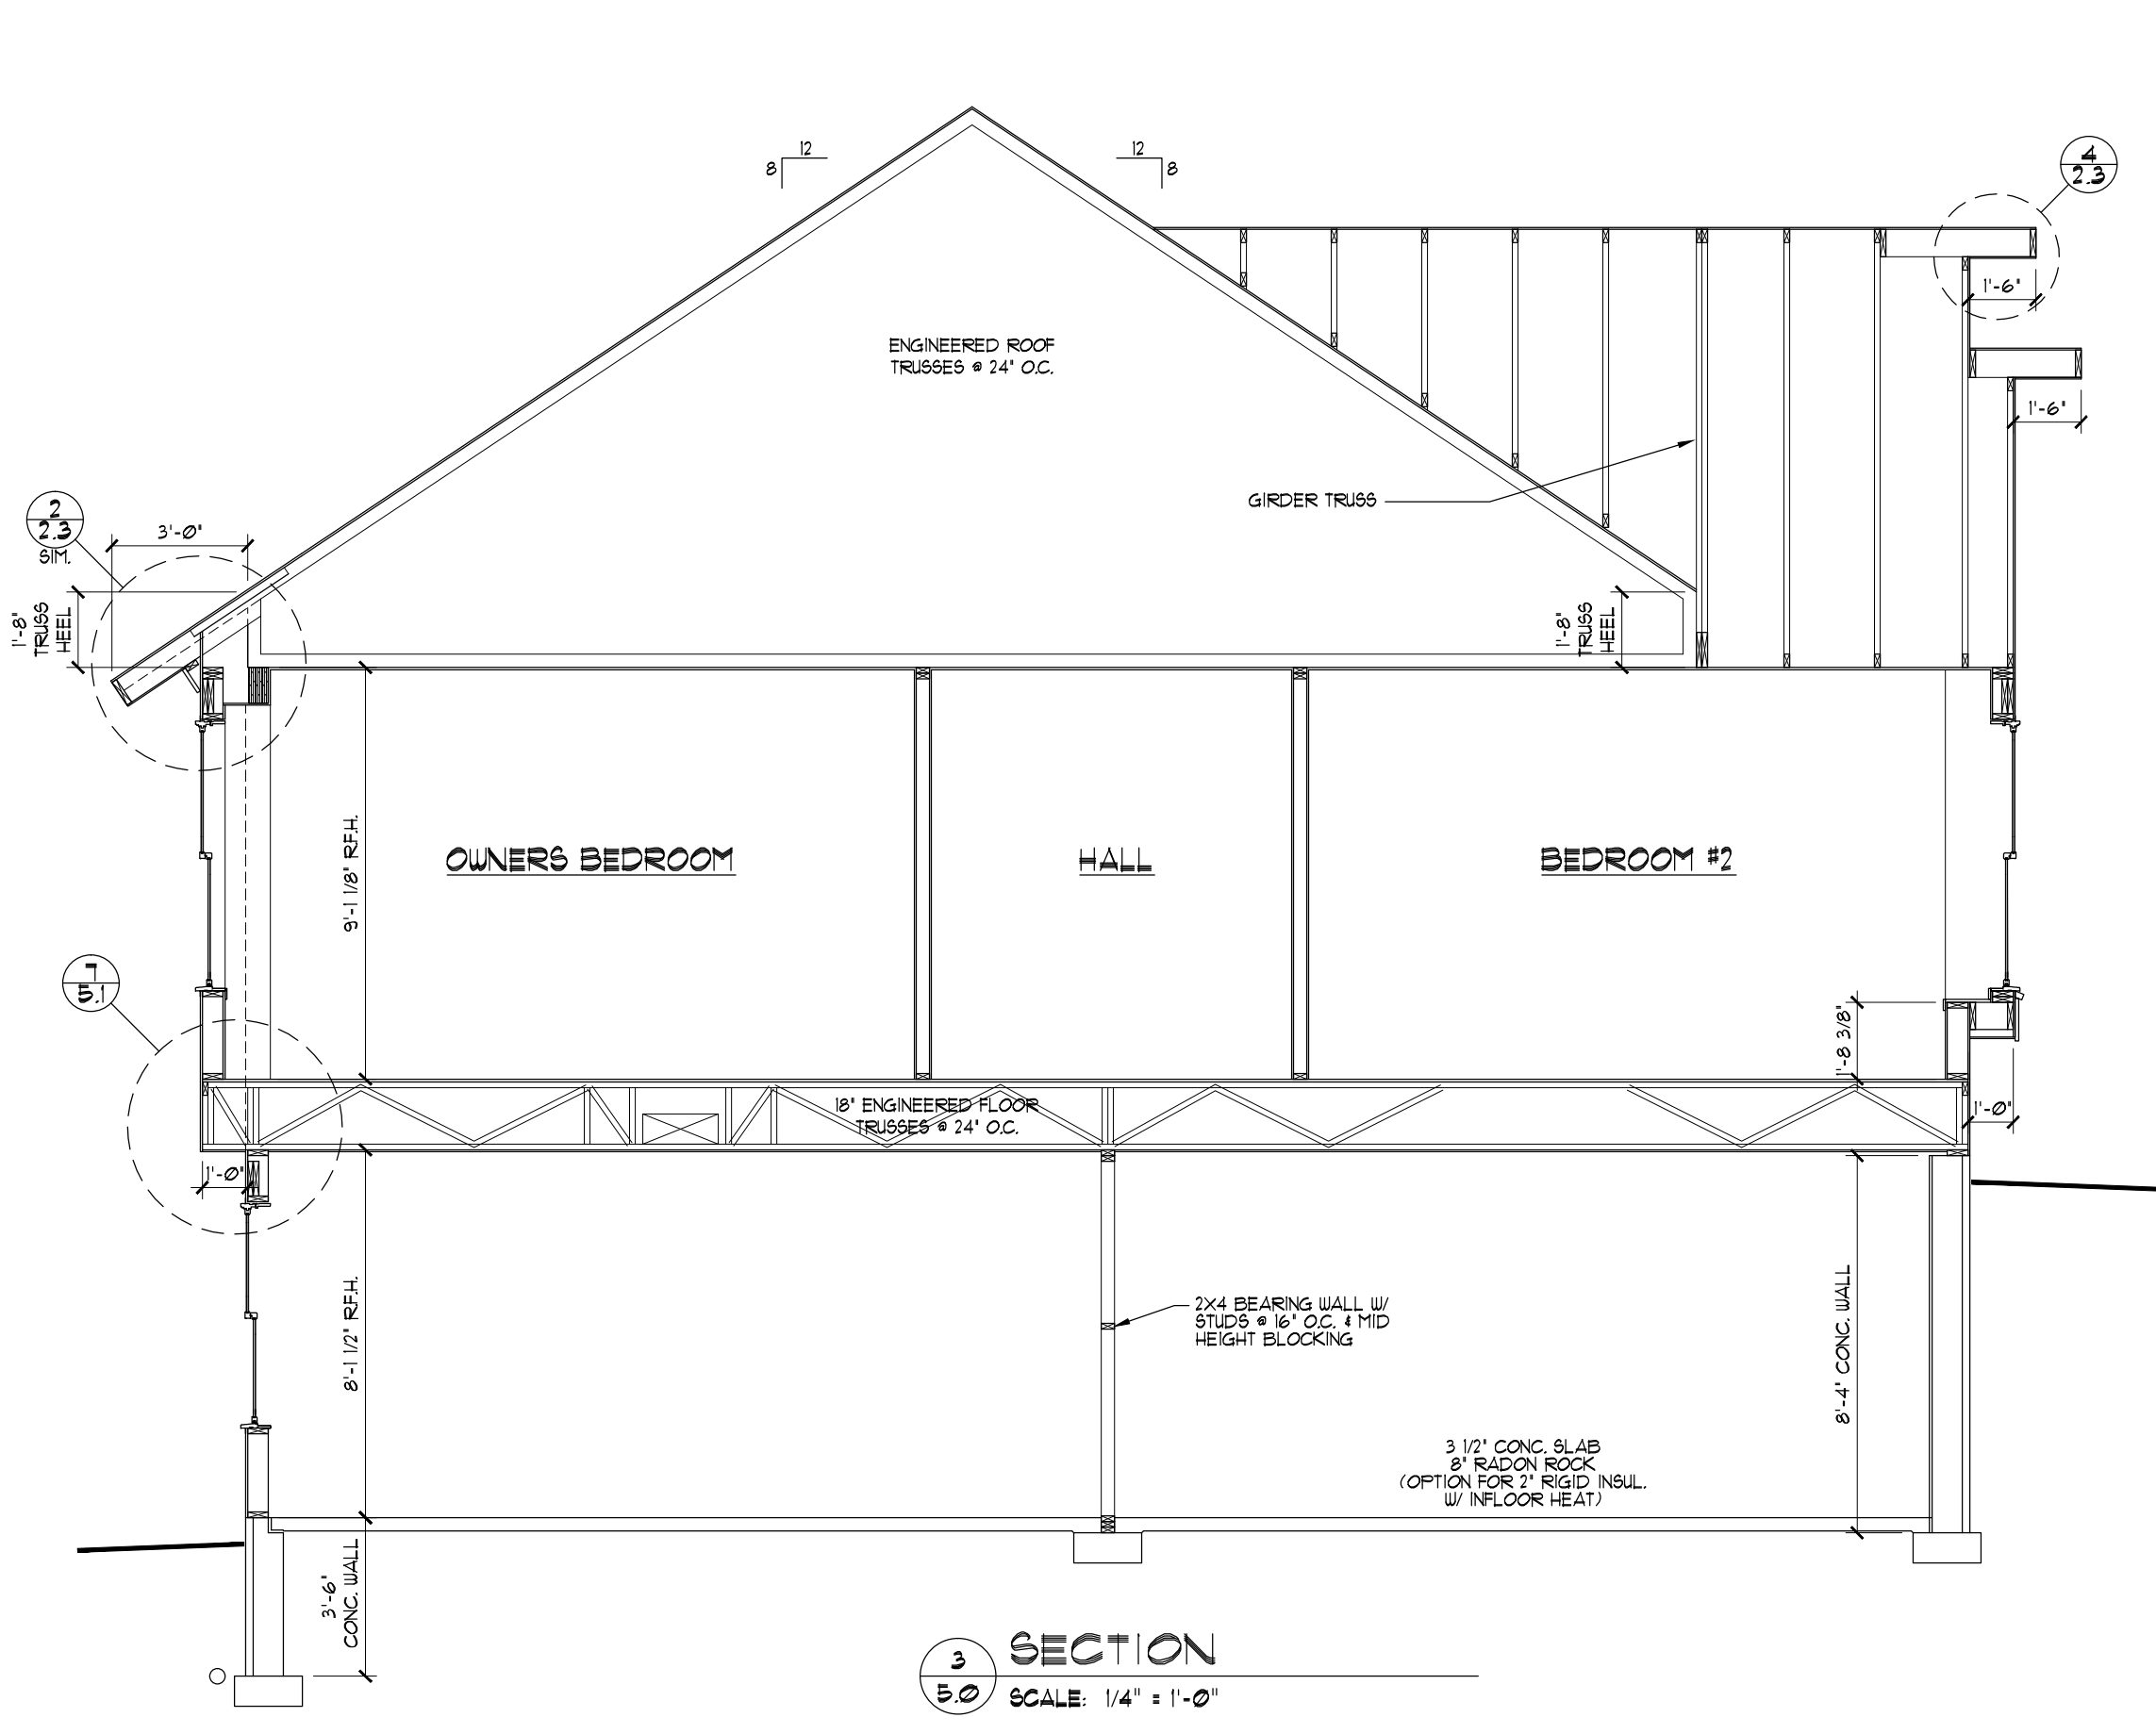 12
8
12
8
4
2.3
1'-6"
1'-6"
ENGINEERED ROOF
TRUSSES @ 24" O.C.
GIRDER TRUSS
2
2.3
SIM.
3'-0"
1'-8"
TRUSS
HEEL
1'-8"
TRUSS
HEEL
9'-1 1/8" R.F.H.
OWNERS BEDROOM
HALL
BEDROOM #2
7
5.1
1'-8 3/8"
1'-0"
18" ENGINEERED FLOOR
TRUSSES @ 24" O.C.
1'-0"
8'-1 1/2" R.F.H.
2X4 BEARING WALL W/
STUDS @ 16" O.C. & MID
HEIGHT BLOCKING
8'-4" CONC. WALL
3 1/2" CONC. SLAB
8" RADON ROCK
(OPTION FOR 2" RIGID INSUL.
W/ INFLOOR HEAT)
3'-6"
CONC. WALL
3
5.0
SECTION
SCALE: 1/4" = 1'-0"